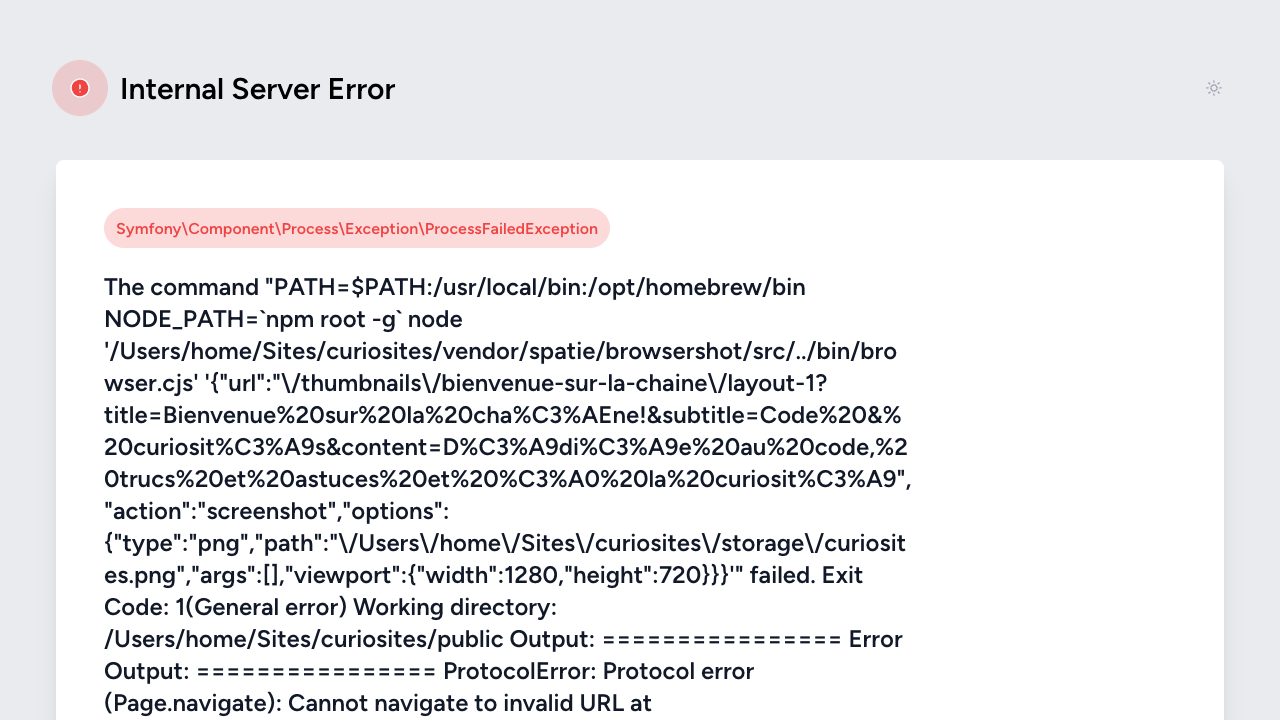 Internal Server Error
Symfony\Component\Process\Exception\ProcessFailedException
The command "PATH=$PATH:/usr/local/bin:/opt/homebrew/bin
NODE_PATH=`npm root -g` node
'/Users/home/Sites/curiosites/vendor/spatie/browsershot/src/../bin/bro
wser.cjs' '{"url":"\/thumbnails\/bienvenue-sur-la-chaine\/layout-1?
title=Bienvenue%20sur%20la%20cha%C3%AEne!&subtitle=Code%20&%
20curiosit%C3%A9s&content=D%C3%A9di%C3%A9e%20au%20code,%2
0trucs%20et%20astuces%20et%20%C3%A0%20la%20curiosit%C3%A9",
"action":"screenshot","options":
{"type":"png","path":"\/Users\/home\/Sites\/curiosites\/storage\/curiosit
es.png","args":[],"viewport":{"width":1280,"height":720}}}'" failed. Exit
Code: 1(General error) Working directory:
/Users/home/Sites/curiosites/public Output: ================ Error
Output: ================ ProtocolError: Protocol error
(Page.navigate): Cannot navigate to invalid URL at